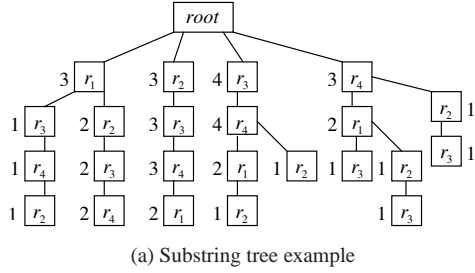 root
3 r1 3 r2 4 r3 3 r4
1 r3 2 r2 3 r3 4 r4 2 r1 r2 1
1 r4 2 r3 3 r4 2 r1 1 r2 1 r3 1 r2 r3 1
1 r2 2 r4 2 r1 1 r2 1 r3
(a) Substring tree example